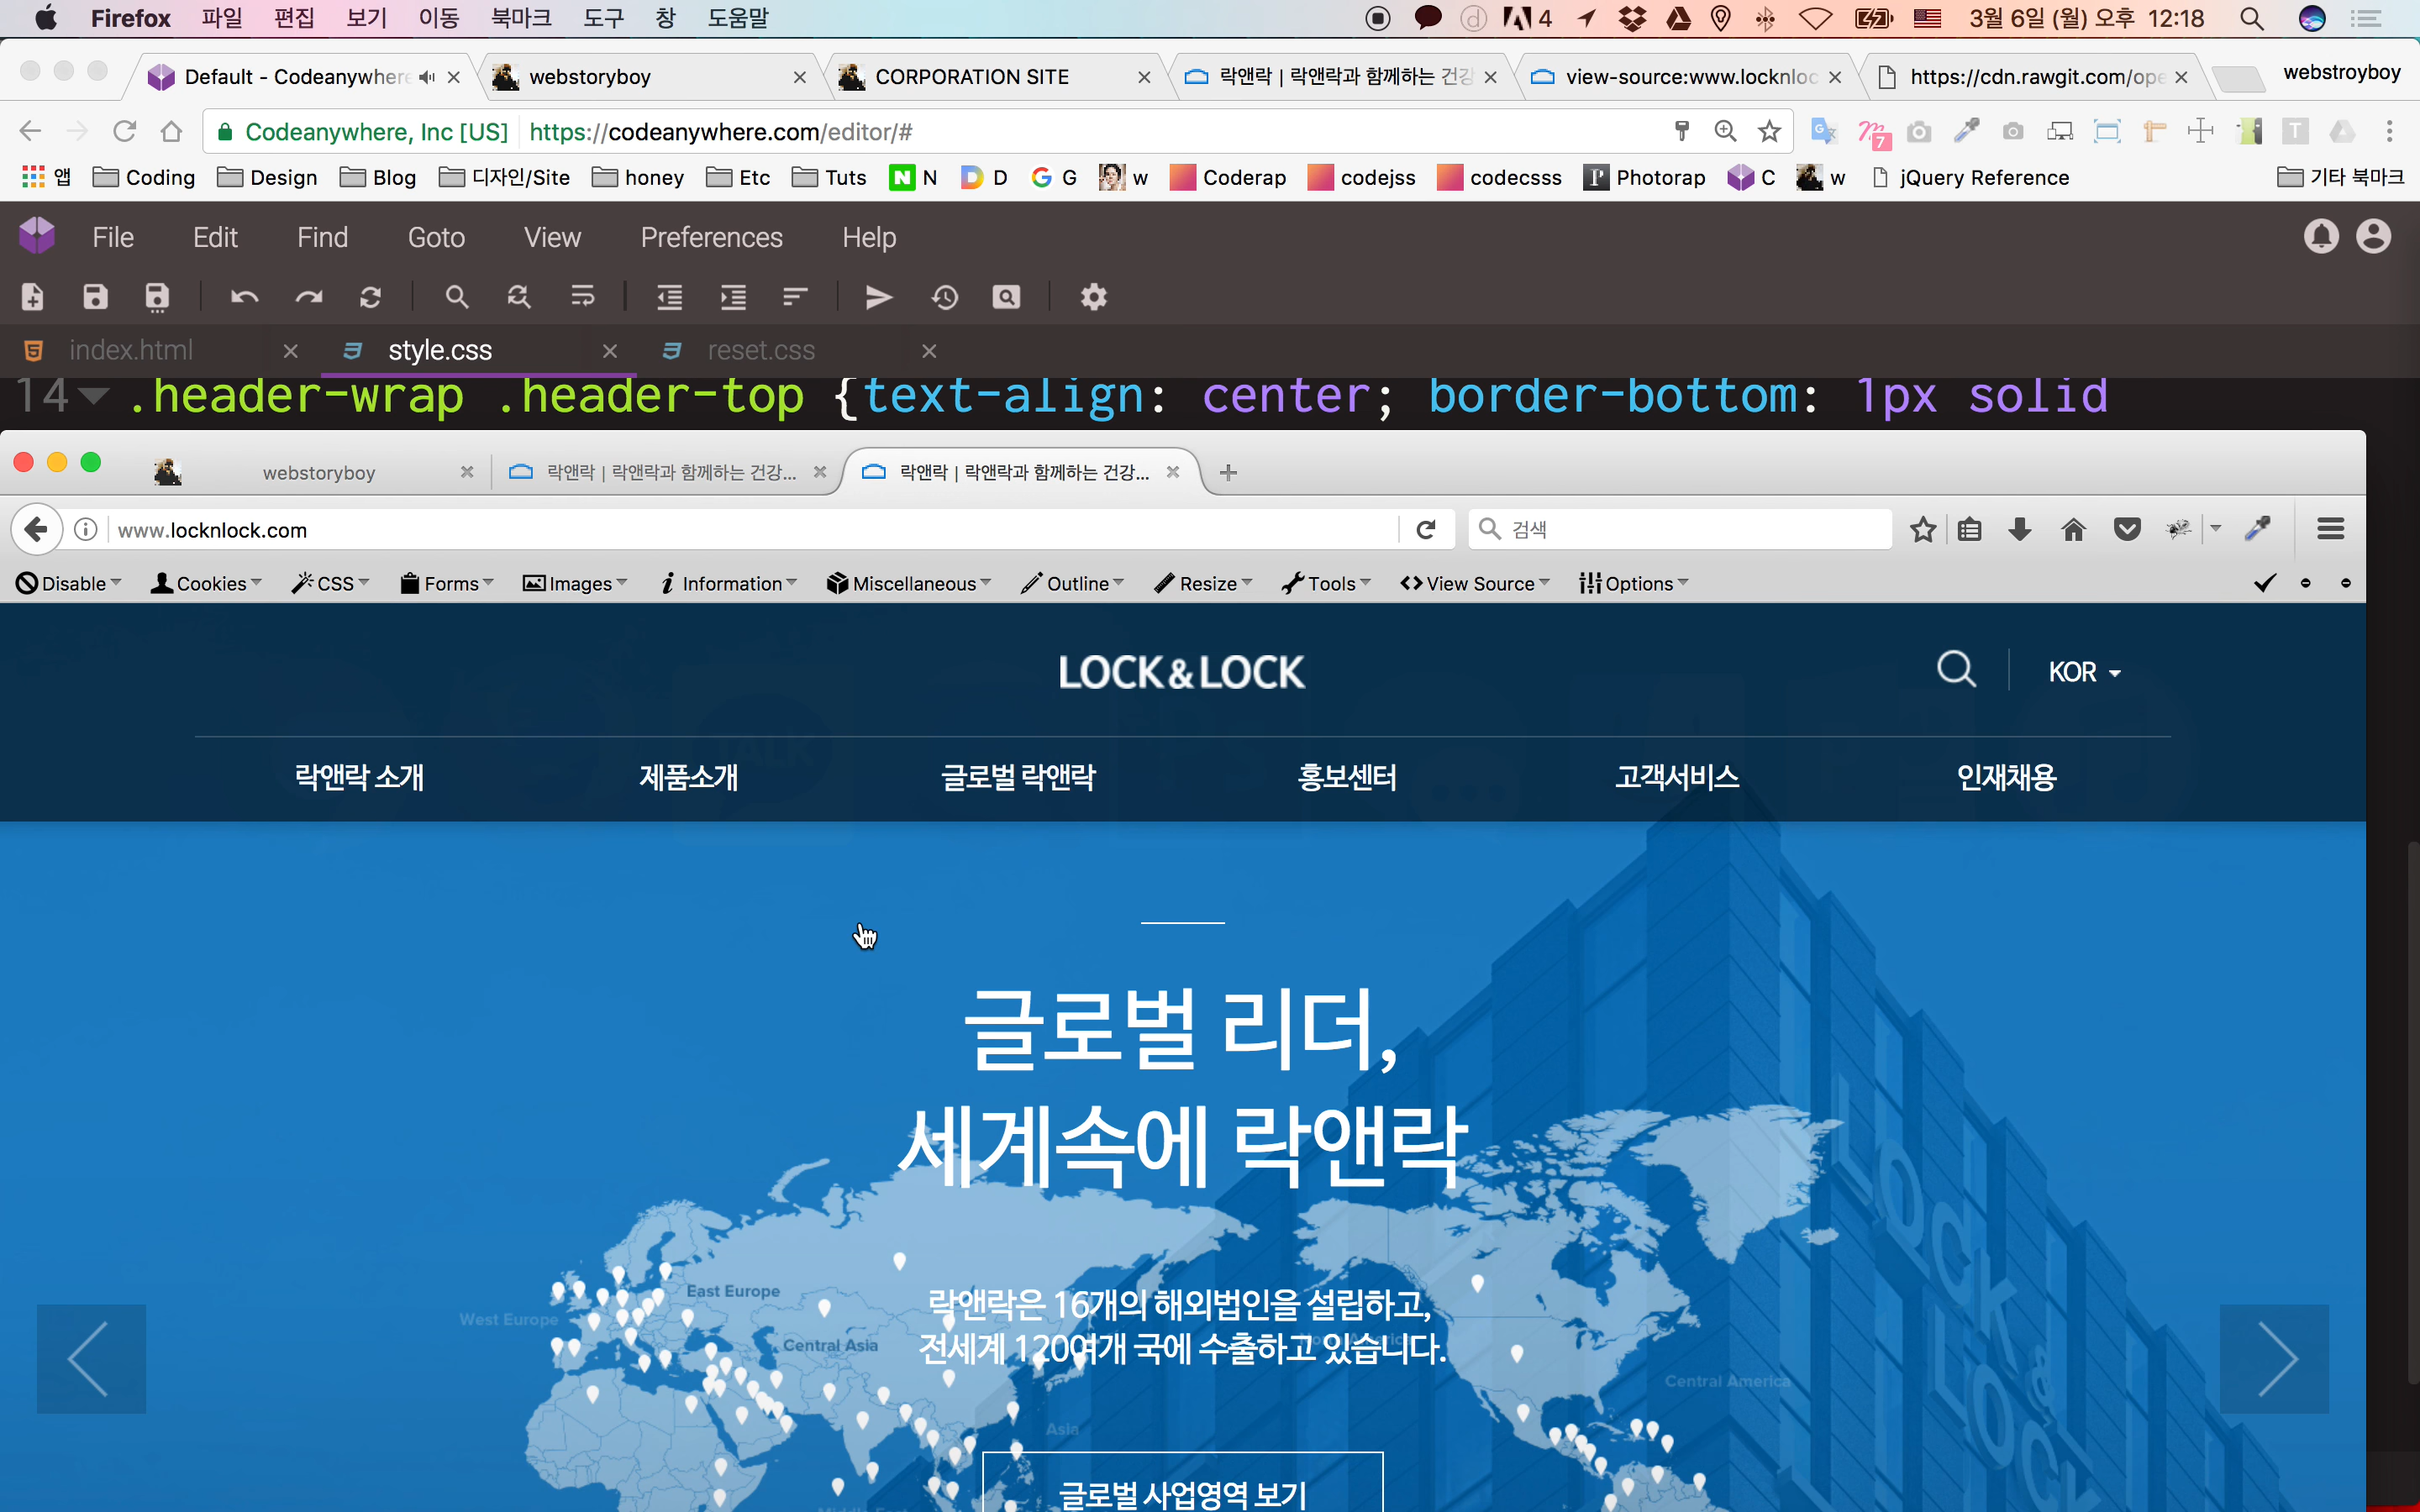 Firefox 파일 편집 보기 이동 북마크 도구 창 도움말 4 3월 6일 (월) 오후 12:18
Default - Codeanywhere webstoryboy CORPORATION SITE 락앤락 | 락앤락과 함께하는 건강 view-source:www.locknloc https://cdn.rawgit.com/ope webstroyboy
Codeanywhere, Inc [US] https://codeanywhere.com/editor/# 7
앱 Coding Design Blog 디자인/Site honey Etc Tuts N D G w Coderap codejss codecsss Photorap C w jQuery Reference 기타 북마크
File Edit Find Goto View Preferences Help
index.html style.css reset.css
14 .header-wrap .header-top {text-align: center; border-bottom: 1px solid
webstoryboy 락앤락 | 락앤락과 함께하는 건강... 락앤락 | 락앤락과 함께하는 건강...
www.locknlock.com 검색
Disable Cookies CSS Forms Images Information Miscellaneous Outline Resize Tools View Source Options
LOCK&LOCK KOR
락앤락 소개 제품소개 글로벌 락앤락 홍보센터 고객서비스 인재채용
글로벌 리더,
세계속에 락앤락
East Europe
West Europe
락앤락은 16개의 해외법인을 설립하고,
Central Asia
전세계 120여개 국에 수출하고 있습니다.
Central America
Asia
글로벌 사업영역 보기